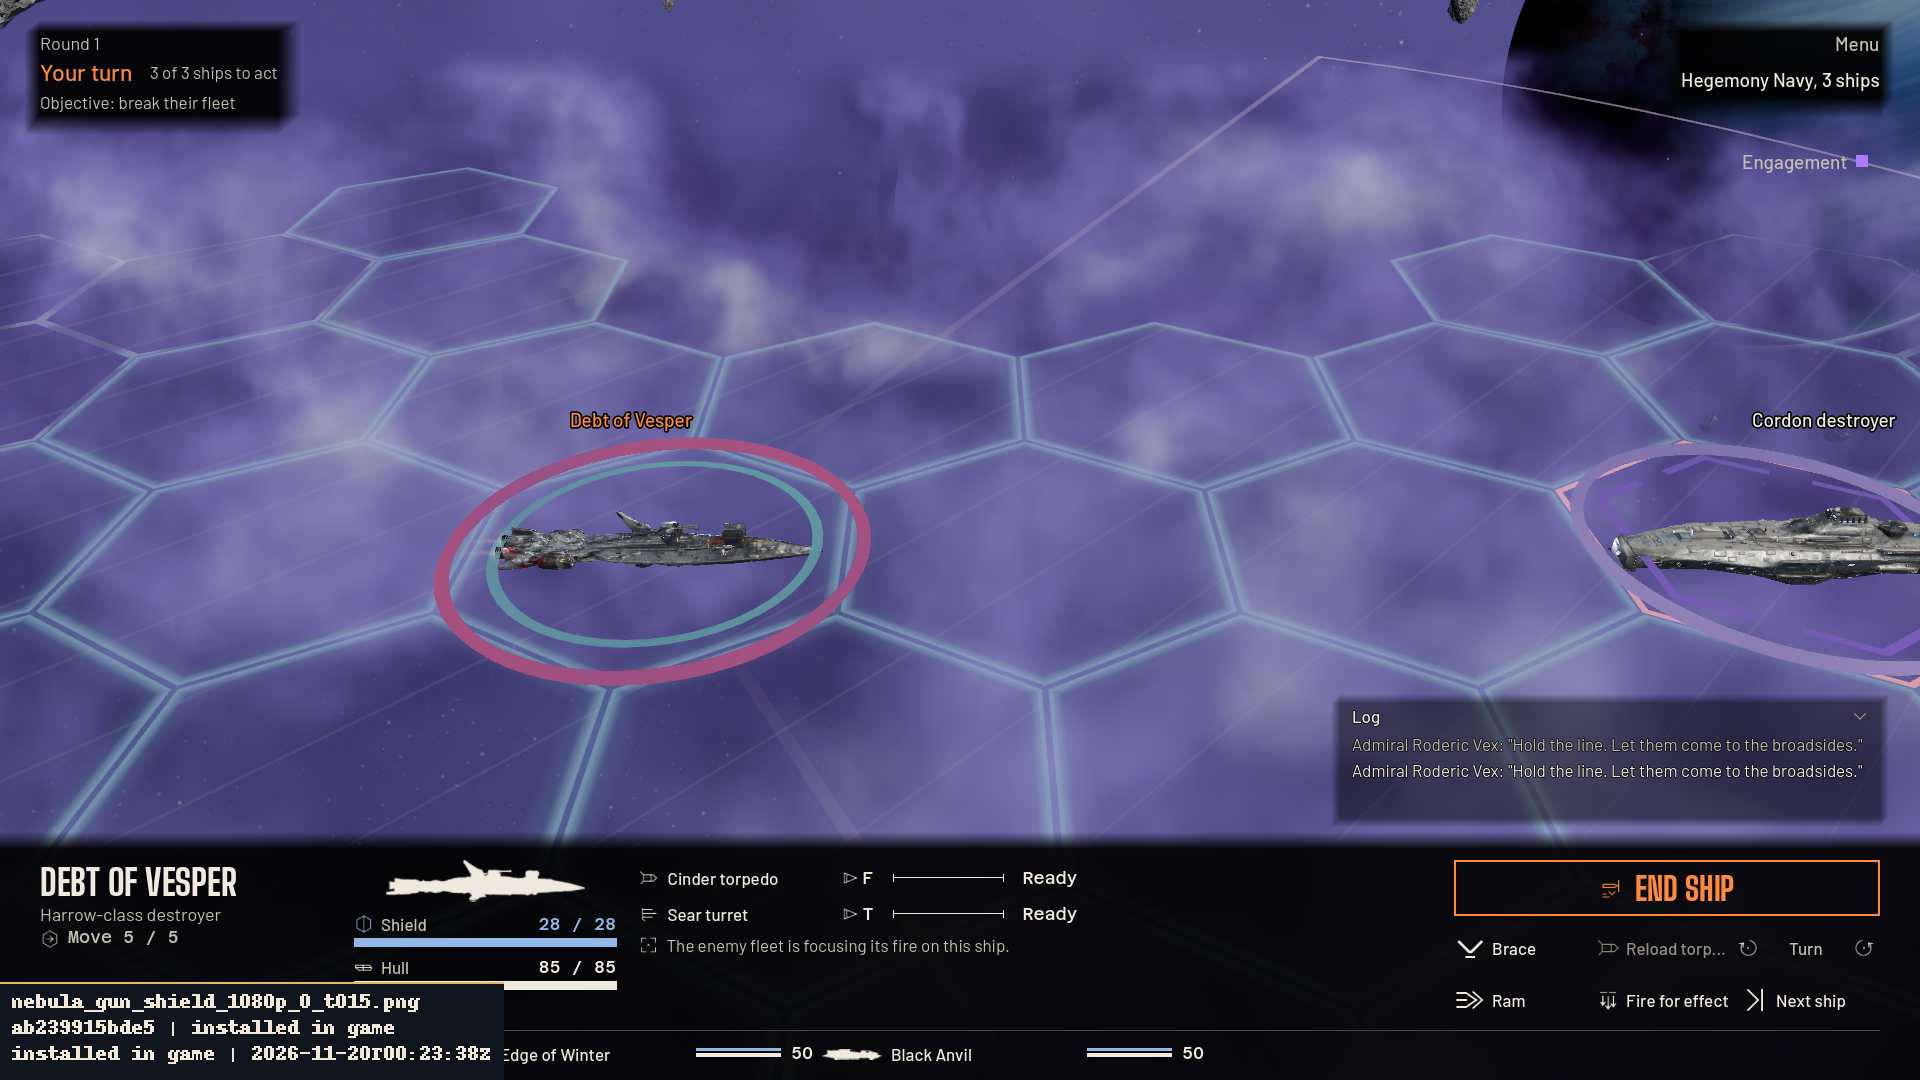 Round 1
Your turn 3 of 3 ships to act
Objective: break their fleet
Menu
Hegemony Navy, 3 ships
Engagement
Debt of Vesper
Cordon destroyer
Log
Admiral Roderic Vex: "Hold the line. Let them come to the broadsides."
Admiral Roderic Vex: "Hold the line. Let them come to the broadsides."
DEBT OF VESPER
Harrow-class destroyer
Move 5 / 5
Shield 28 / 28
Hull 85 / 85
Cinder torpedo F Ready
Sear turret T Ready
The enemy fleet is focusing its fire on this ship.
END SHIP
Brace Reload torp... Turn
Ram Fire for effect Next ship
Edge of Winter 50 Black Anvil 50
nebula_gun_shield_1080p_0_t015.png
ab239915bde5 | installed in game
installed in game | 2026-11-20T00:23:38Z